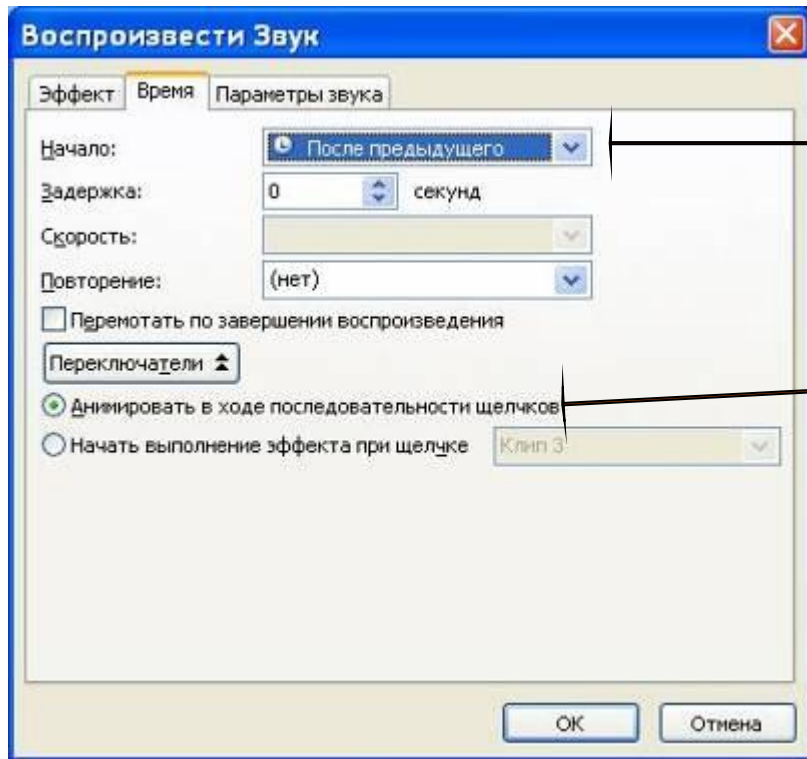 Воспроизвести Звук
Эффект Время Параметры звука
Начало: После предыдущего
Задержка: 0 секунд
Скорость:
Повторение: (нет)
Перемотать по завершении воспроизведения
Переключатели
Анимировать в ходе последовательности щелчков
Начать выполнение эффекта при щелчке Клип 3
ОК Отмена